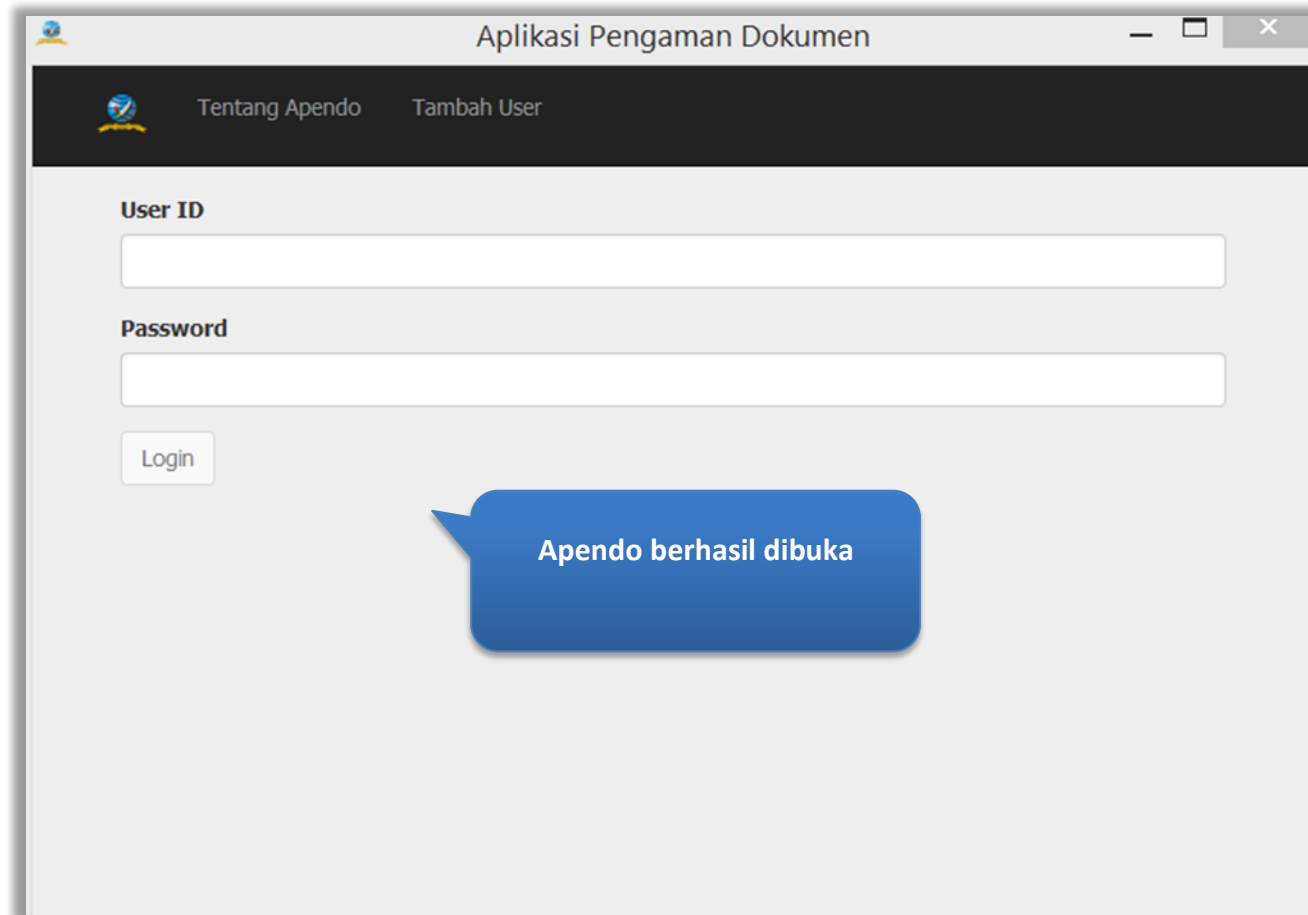 Aplikasi Pengaman Dokumen
Tentang Apendo Tambah User
User ID
Password
Login
Apendo berhasil dibuka